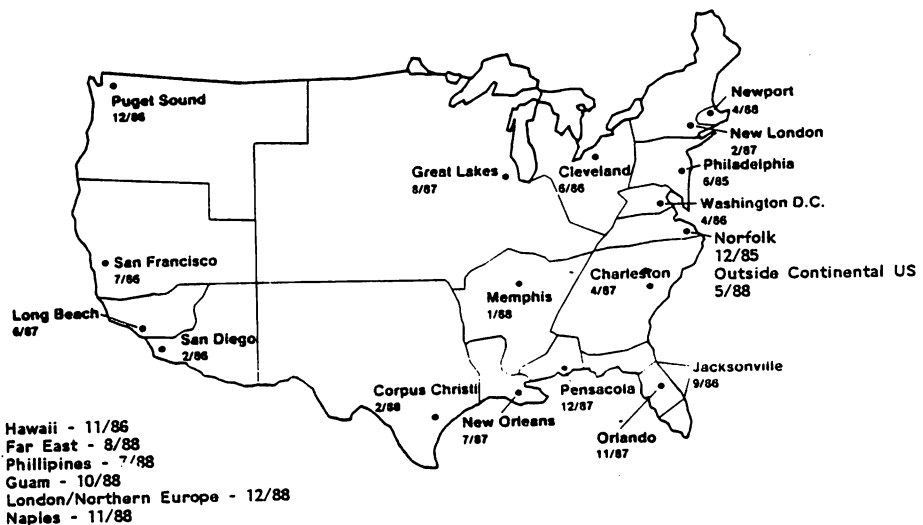 Puget Sound
12/86
Newport
4/88
New London
2/87
Great Lakes
8/87
Cleveland
6/86
Philadelphia
6/85
Washington D.C.
4/86
Norfolk
12/85
Outside Continental US
5/88
San Francisco
7/86
Charleston
4/87
Memphis
1/88
Long Beach
6/87
San Diego
2/86
Jacksonville
9/86
Corpus Christi
2/88
Pensacola
12/87
New Orleans
7/87
Orlando
11/87
Hawaii - 11/86
Far East - 8/88
Phillipines - 7/88
Guam - 10/88
London/Northern Europe - 12/88
Naples - 11/88